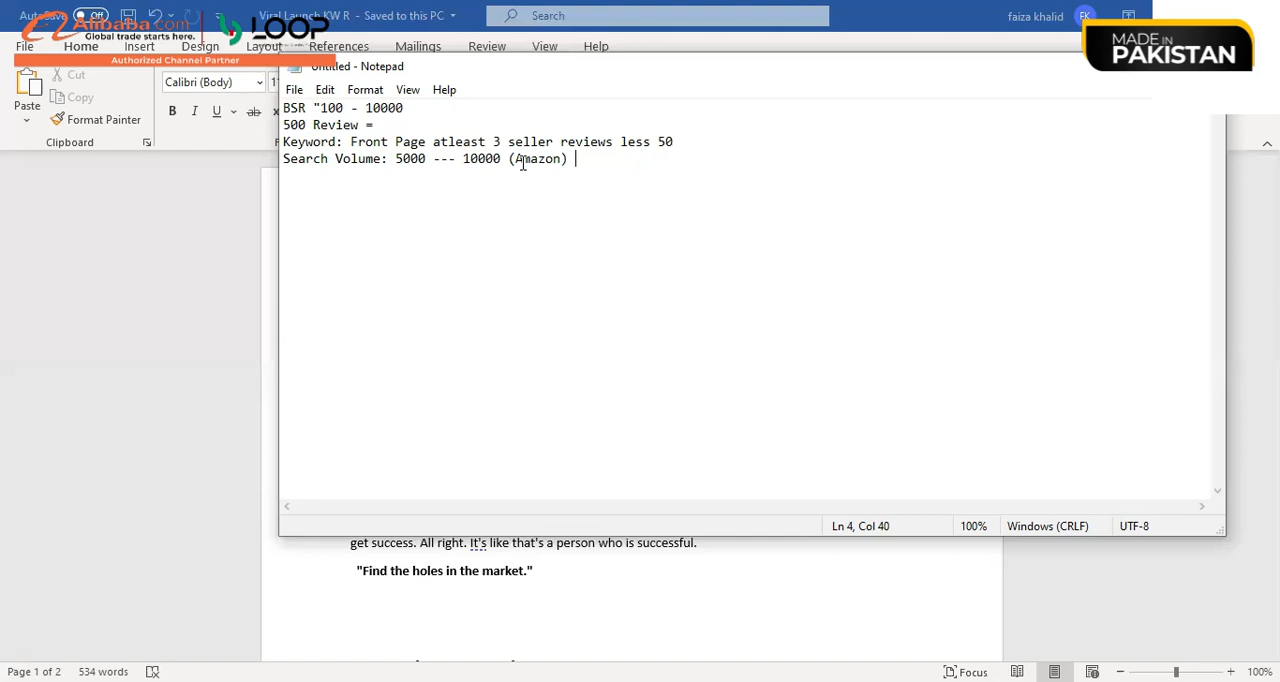 AutoSave Off Viral Launch KW R - Saved to this PC Search faiza khalid FK
Alibaba.com LOOP
Global trade starts here.
Authorized Channel Partner
MADE IN
PAKISTAN
File Home Insert Design Layout References Mailings Review View Help
Untitled - Notepad
Cut
Copy
Paste
Format Painter
Clipboard
Calibri (Body)
B I U ab
File Edit Format View Help
BSR "100 - 10000
500 Review =
Keyword: Front Page atleast 3 seller reviews less 50
Search Volume: 5000 --- 10000 (Amazon)
Ln 4, Col 40 100% Windows (CRLF) UTF-8
get success. All right. It's like that's a person who is successful.
"Find the holes in the market."
Page 1 of 2 534 words Focus 100%